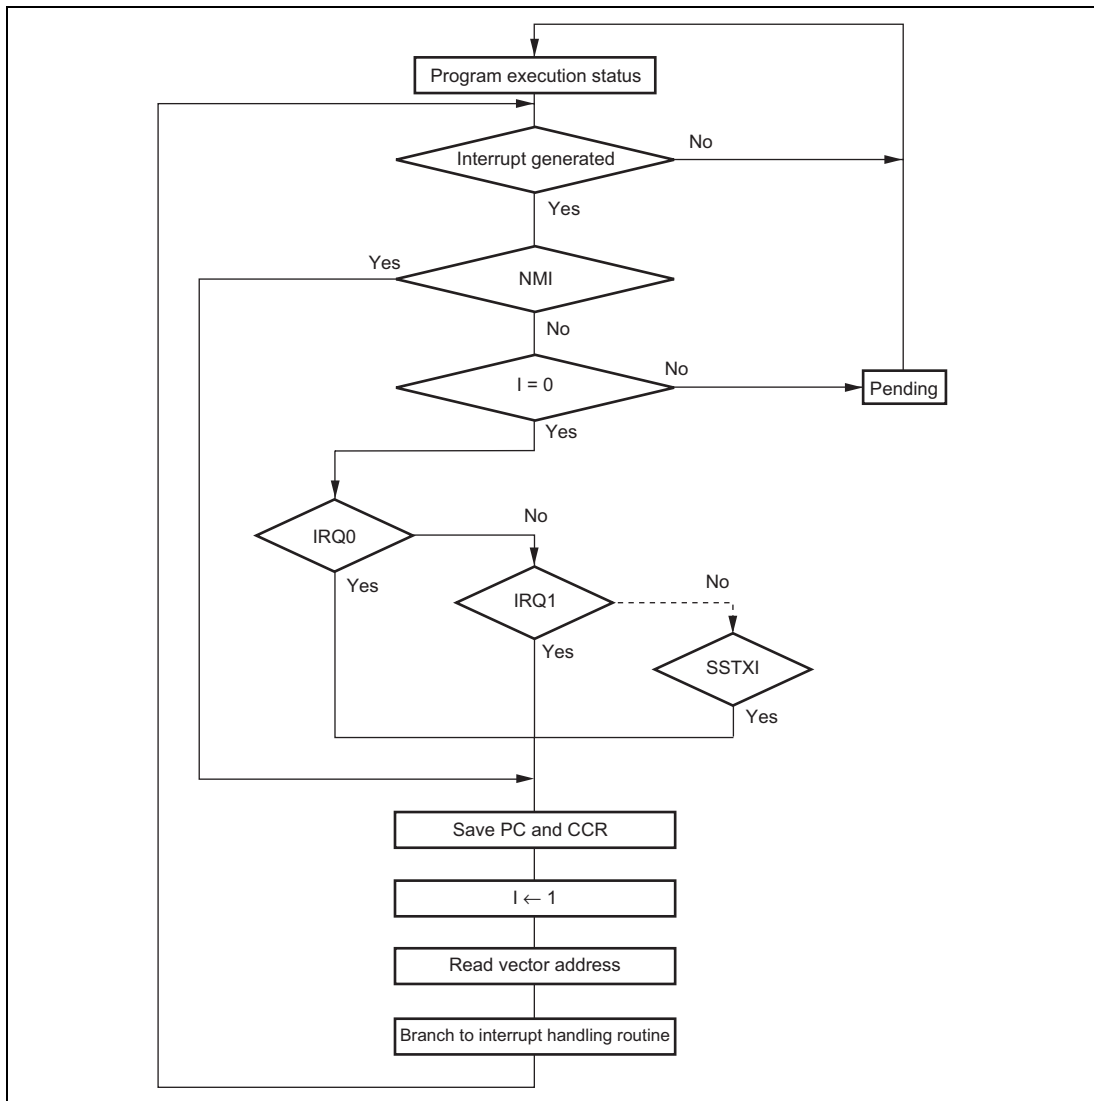 Program execution status
No
Interrupt generated
Yes
Yes
NMI
No
No
I = 0
Pending
Yes
No
IRQ0
Yes
No
IRQ1
Yes
SSTXI
Yes
Save PC and CCR
I ← 1
Read vector address
Branch to interrupt handling routine